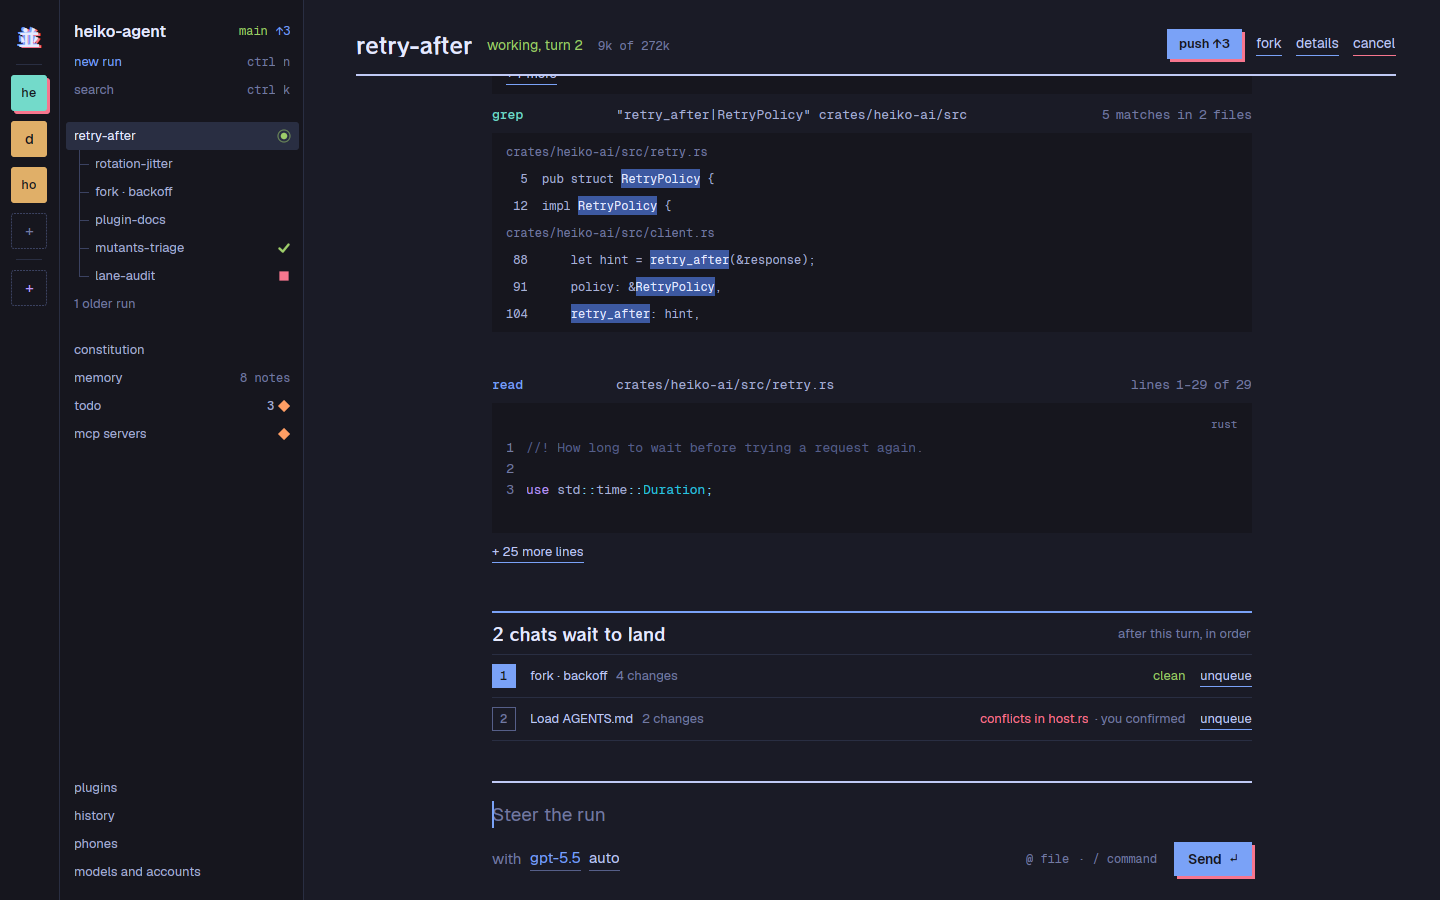 heiko-agent
main ↑3
new run
ctrl n
search
ctrl k
he
d
ho
+
+
retry-after
rotation-jitter
fork · backoff
plugin-docs
mutants-triage
lane-audit
1 older run
constitution
memory
8 notes
todo
3
mcp servers
plugins
history
phones
models and accounts
retry-after working, turn 2 9k of 272k
push ↑3 fork details cancel
grep "retry_after|RetryPolicy" crates/heiko-ai/src 5 matches in 2 files
crates/heiko-ai/src/retry.rs
5 pub struct RetryPolicy {
12 impl RetryPolicy {
crates/heiko-ai/src/client.rs
88 let hint = retry_after(&response);
91 policy: &RetryPolicy,
104 retry_after: hint,
read crates/heiko-ai/src/retry.rs lines 1-29 of 29
rust
1 //! How long to wait before trying a request again.
2
3 use std::time::Duration;
+ 25 more lines
2 chats wait to land after this turn, in order
1 fork · backoff 4 changes clean unqueue
2 Load AGENTS.md 2 changes conflicts in host.rs · you confirmed unqueue
Steer the run
with gpt-5.5 auto @ file · / command Send ↵